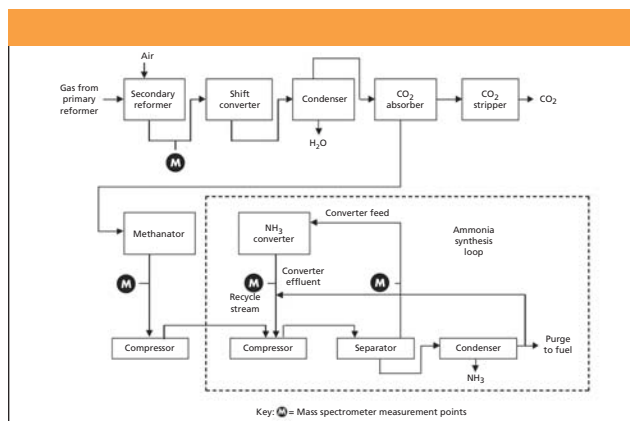 Air
Gas from
primary
reformer
Secondary
reformer
Shift
converter
Condenser
CO₂
absorber
CO₂
stripper
CO₂
M
H₂O
Methanator
NH₃
converter
Converter feed
Ammonia
synthesis
loop
M
M
Converter
effluent
M
Recycle
stream
Compressor
Compressor
Separator
Condenser
Purge
to fuel
NH₃
Key: M = Mass spectrometer measurement points